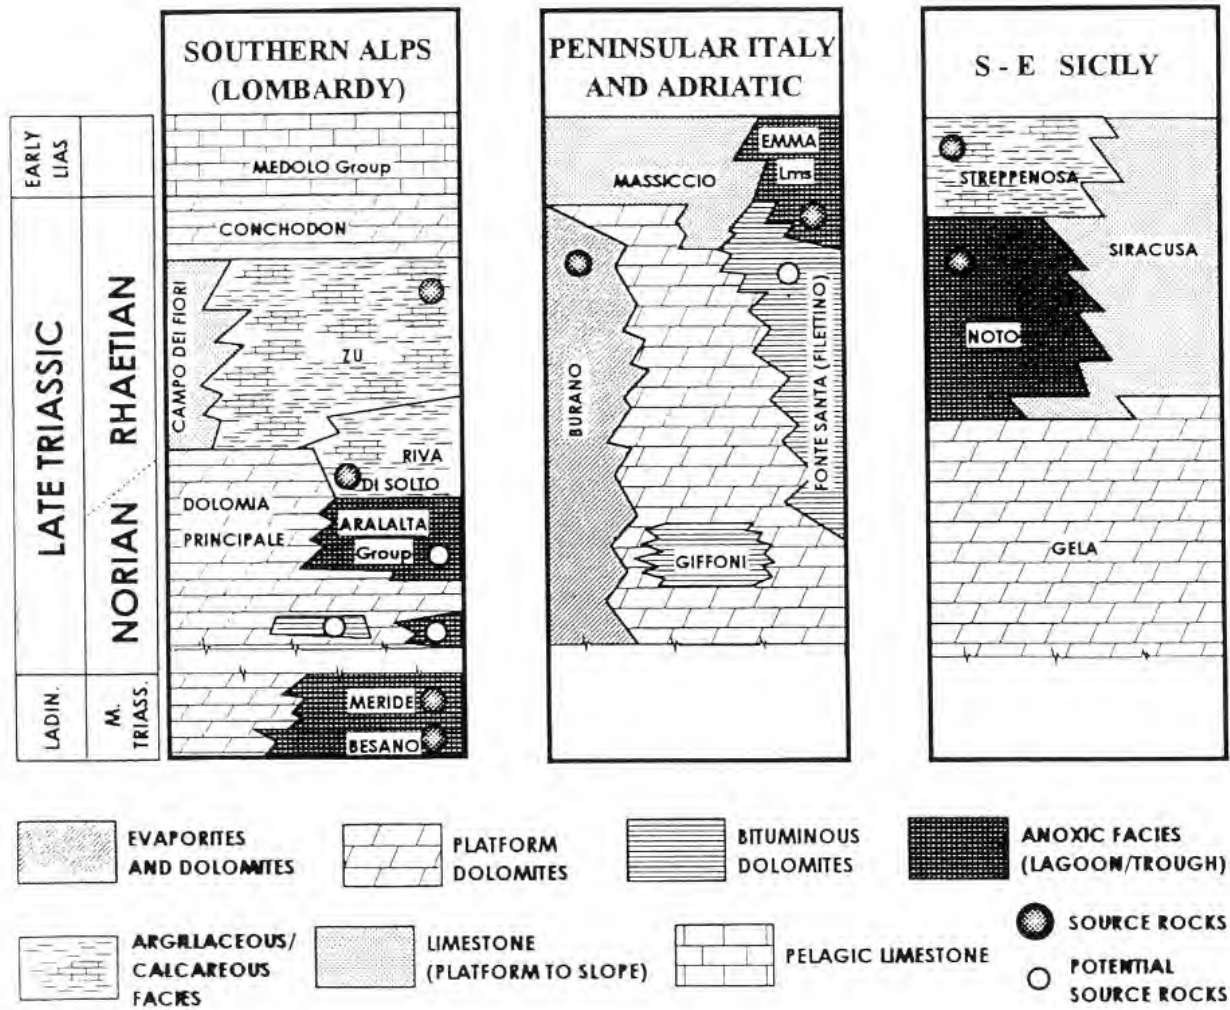 SOUTHERN ALPS
(LOMBARDY)
PENINSULAR ITALY
AND ADRIATIC
S - E SICILY
EARLY
LIAS
LATE TRIASSIC
NORIAN RHAETIAN
LADIN.
M.
TRIASS.
MEDOLO Group
CONCHODON
CAMPO DEI FIORI
ZU
RIVA
DI SOLTO
DOLOMIA
PRINCIPALE
ARALALTA
Group
MERIDE
BESANO
EMMA
Lms
MASSICCIO
BURANO
FONTE SANTA (FILETTINO)
GIFFONI
STREPPENOSA
SIRACUSA
NOTO
GELA
EVAPORITES
AND DOLOMITES
PLATFORM
DOLOMITES
BITUMINOUS
DOLOMITES
ANOXIC FACIES
(LAGOON/TROUGH)
ARGILLACEOUS/
CALCAREOUS
FACIES
LIMESTONE
(PLATFORM TO SLOPE)
PELAGIC LIMESTONE
SOURCE ROCKS
POTENTIAL
SOURCE ROCKS